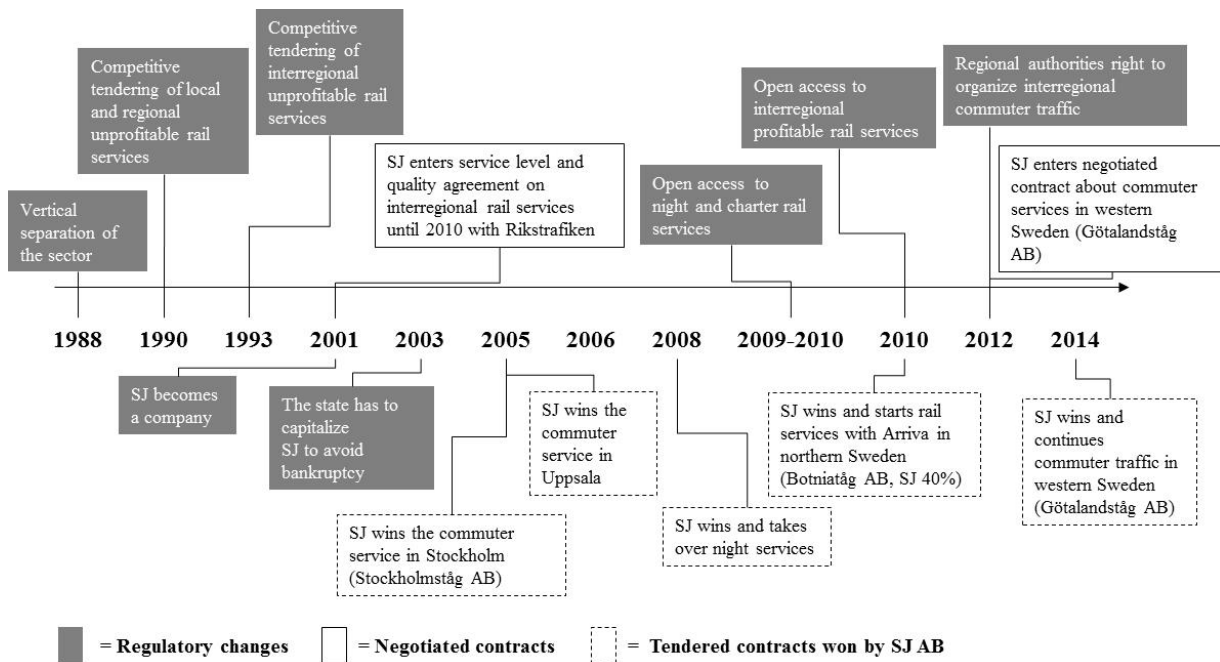 Vertical
separation of
the sector
Competitive
tendering of local
and regional
unprofitable rail
services
Competitive
tendering of
interregional
unprofitable rail
services
SJ enters service level and
quality agreement on
interregional rail services
until 2010 with Rikstrafiken
Open access to
night and charter rail
services
Open access to
interregional
profitable rail services
Regional authorities right to
organize interregional
commuter traffic
SJ enters negotiated
contract about commuter
services in western
Sweden (Götalandståg
AB)
1988 1990 1993 2001 2003 2005 2006 2008 2009-2010 2010 2012 2014
SJ becomes
a company
The state has to
capitalize
SJ to avoid
bankruptcy
SJ wins the commuter
service in Stockholm
(Stockholmståg AB)
SJ wins the
commuter
service in
Uppsala
SJ wins and takes
over night services
SJ wins and starts rail
services with Arriva in
northern Sweden
(Botniatåg AB, SJ 40%)
SJ wins and
continues
commuter traffic in
western Sweden
(Götalandståg AB)
= Regulatory changes = Negotiated contracts = Tendered contracts won by SJ AB